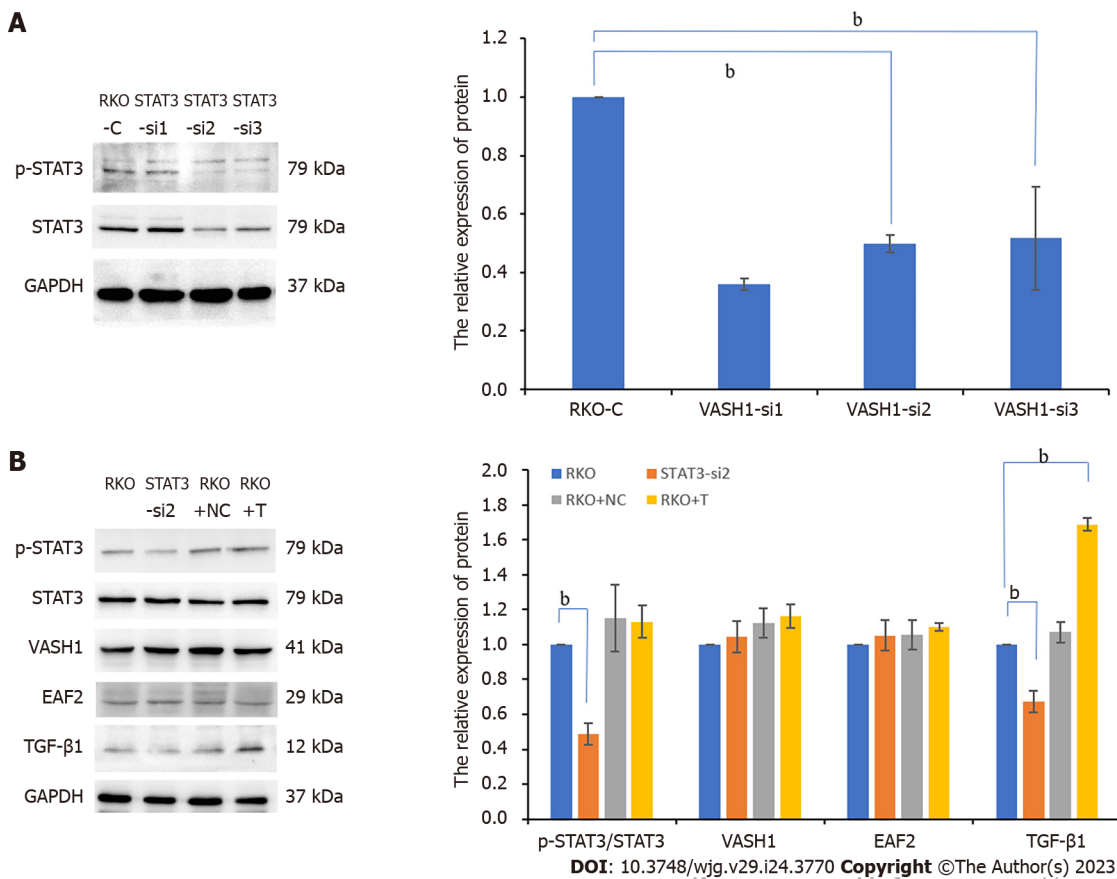 A
RKO STAT3 STAT3 STAT3
-C -si1 -si2 -si3
p-STAT3 79 kDa
STAT3 79 kDa
GAPDH 37 kDa
The relative expression of protein
1.2
1.0
0.8
0.6
0.4
0.2
0.0
b
b
RKO-C VASH1-si1 VASH1-si2 VASH1-si3
B
RKO STAT3 RKO RKO
-si2 +NC +T
p-STAT3 79 kDa
STAT3 79 kDa
VASH1 41 kDa
EAF2 29 kDa
TGF-β1 12 kDa
GAPDH 37 kDa
The relative expression of protein
2.0
1.8
1.6
1.4
1.2
1.0
0.8
0.6
0.4
0.2
0.0
RKO STAT3-si2
RKO+NC RKO+T
b
b
b
p-STAT3/STAT3 VASH1 EAF2 TGF-β1
DOI: 10.3748/wjg.v29.i24.3770 Copyright ©The Author(s) 2023